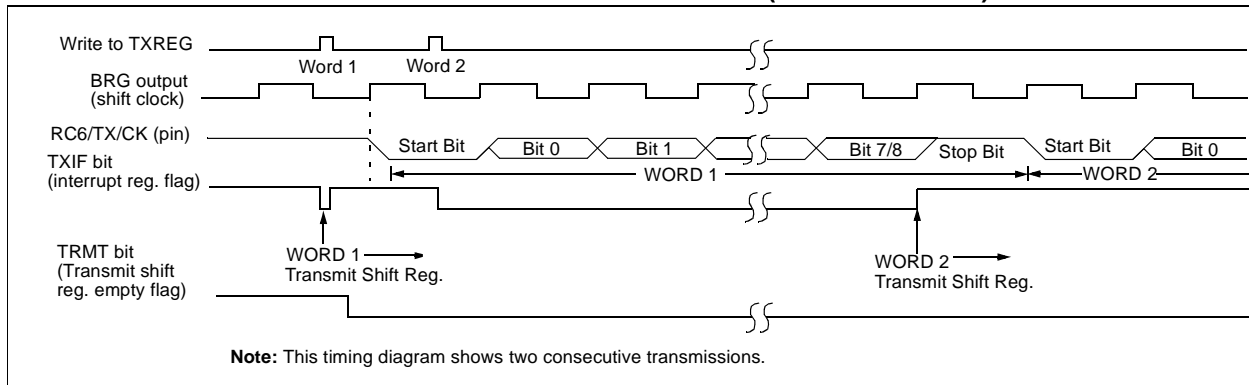 Write to TXREG
Word 1
Word 2
BRG output
(shift clock)
RC6/TX/CK (pin)
Start Bit
Bit 0
Bit 1
Bit 7/8
Stop Bit
Start Bit
Bit 0
TXIF bit
(interrupt reg. flag)
WORD 1
WORD 2
TRMT bit
(Transmit shift
reg. empty flag)
WORD 1
Transmit Shift Reg.
WORD 2
Transmit Shift Reg.
Note: This timing diagram shows two consecutive transmissions.